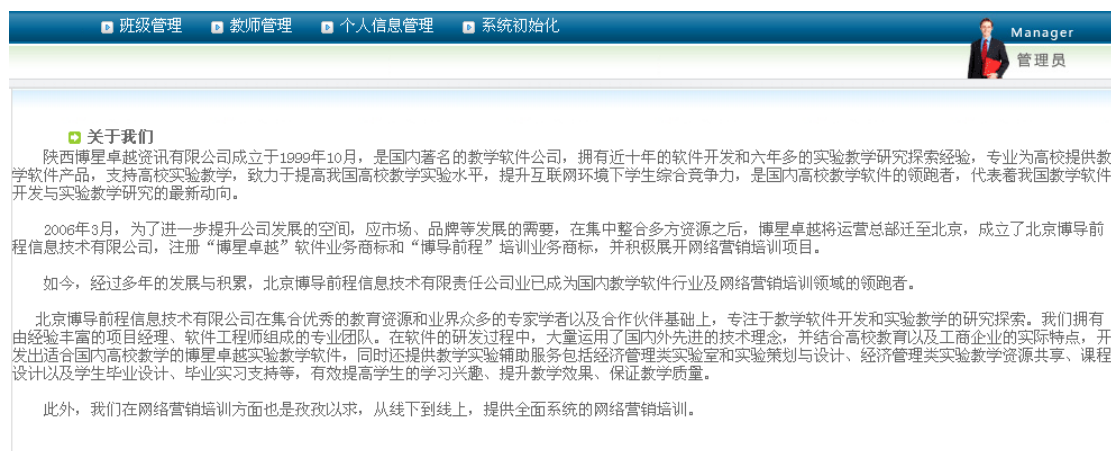 班级管理 教师管理 个人信息管理 系统初始化
Manager
管理员
关于我们
陕西博星卓越资讯有限公司成立于1999年10月，是国内著名的教学软件公司，拥有近十年的软件开发和六年多的实验教学研究探索经验，专业为高校提供教
学软件产品，支持高校实验教学，致力于提高我国高校教学实验水平，提升互联网环境下学生综合竞争力，是国内高校教学软件的领跑者，代表着我国教学软件
开发与实验教学研究的最新动向。
2006年3月，为了进一步提升公司发展的空间，应市场、品牌等发展的需要，在集中整合多方资源之后，博星卓越将运营总部迁至北京，成立了北京博导前
程信息技术有限公司，注册“博星卓越”软件业务商标和“博导前程”培训业务商标，并积极展开网络营销培训项目。
如今，经过多年的发展与积累，北京博导前程信息技术有限责任公司业已成为国内教学软件行业及网络营销培训领域的领跑者。
北京博导前程信息技术有限公司在集合优秀的教育资源和业界众多的专家学者以及合作伙伴基础上，专注于教学软件开发和实验教学的研究探索。我们拥有
由经验丰富的项目经理、软件工程师组成的专业团队。在软件的研发过程中，大量运用了国内外先进的技术理念，并结合高校教育以及工商企业的实际特点，开
发出适合国内高校教学的博星卓越实验教学软件，同时还提供教学实验辅助服务包括经济管理类实验室和实验策划与设计、经济管理类实验教学资源共享、课程
设计以及学生毕业设计、毕业实习支持等，有效提高学生的学习兴趣、提升教学效果、保证教学质量。
此外，我们在网络营销培训方面也是孜孜以求，从线下到线上，提供全面系统的网络营销培训。